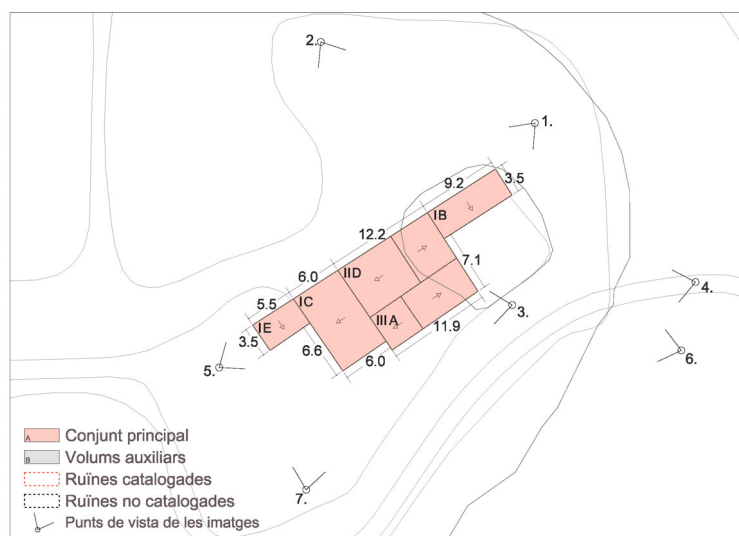 2.
1.
9.2
3.5
IB
12.2
7.1
IID
6.0
IC
5.5
IE
3.5
IIIA
11.9
6.6
6.0
3.
4.
5.
6.
7.
A Conjunt principal
B Volums auxiliars
Ruïnes catalogades
Ruïnes no catalogades
Punts de vista de les imatges